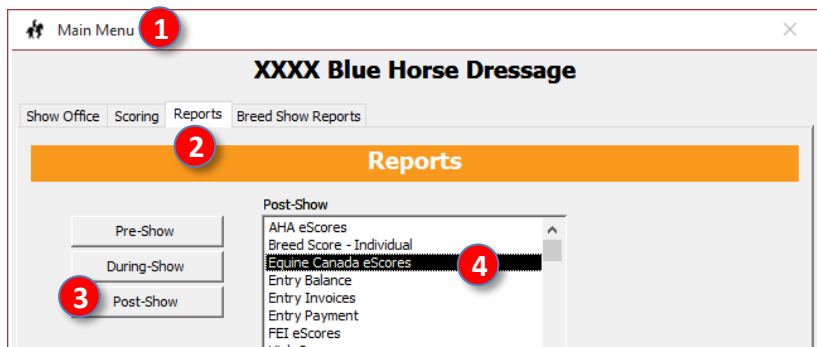 Main Menu 1
XXXX Blue Horse Dressage
Show Office Scoring Reports Breed Show Reports
2
Reports
Post-Show
Pre-Show
During-Show
3 Post-Show
AHA eScores
Breed Score - Individual
Equine Canada eScores 4
Entry Balance
Entry Invoices
Entry Payment
FEI eScores